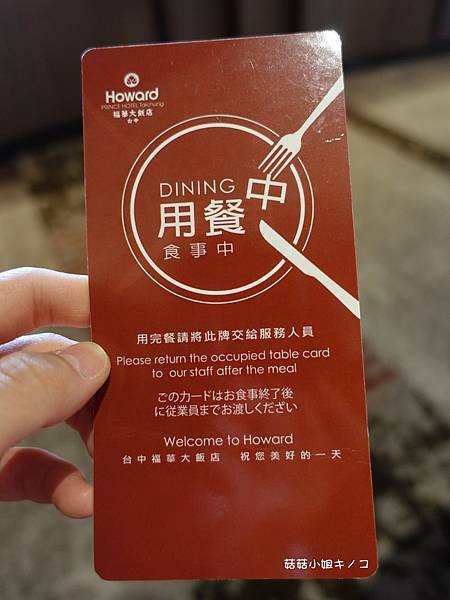 Howard
PRINCE HOTEL Taichung
福華大飯店
台中
DINING
用餐中
食事中
用完餐請將此牌交給服務人員
Please return the occupied table card
to our staff affer the meal
このカードはお食事終了後
に従業員までお渡しください
Welcome to Howard
台中福華大飯店 祝您美好的一天
菇菇小姐キノコ